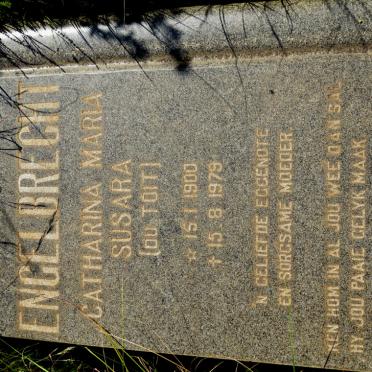 ENGELBRECHT
CATHARINA MARIA
SUSARA
(DU TOIT)
* 15.1.1900
† 15.8.1979
'N GELIEFDE EGGENOTE
EN SORGSAME MOEDER
KEN HOM IN AL JOU WEË DAN SAL
HY JOU PAAIE GELYK MAAK